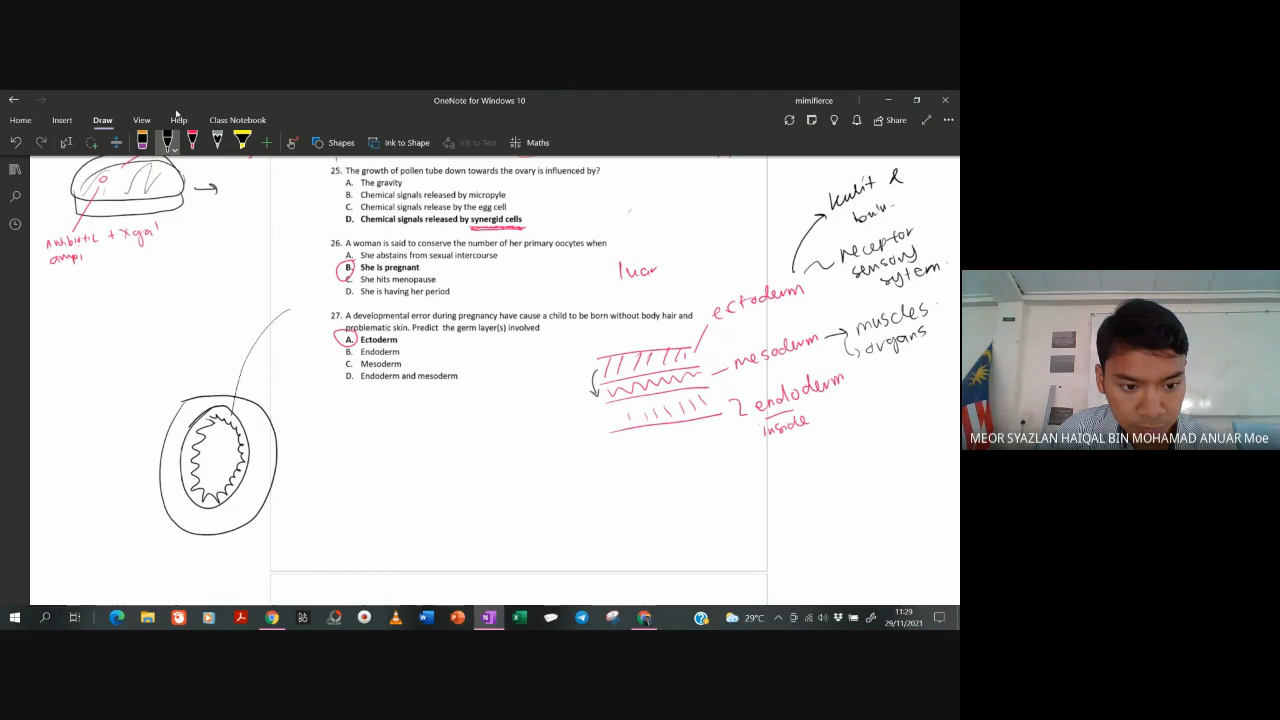 OneNote for Windows 10
mimifierce
Home
Insert
Draw
View
Help
Class Notebook
Shapes
Ink to Shape
Ink to Text
Maths
Share
25. The growth of pollen tube down towards the ovary is influenced by?
A. The gravity
B. Chemical signals released by micropyle
C. Chemical signals release by the egg cell
D. Chemical signals released by synergid cells
26. A woman is said to conserve the number of her primary oocytes when
A. She abstains from sexual intercourse
B. She is pregnant
C. She hits menopause
D. She is having her period
27. A developmental error during pregnancy have cause a child to be born without body hair and
problematic skin. Predict the germ layer(s) involved
A. Ectoderm
B. Endoderm
C. Mesoderm
D. Endoderm and mesoderm
Antibiotic + Xgal
ampi
luar
ectoderm
mesoderm
endoderm
inside
kulit &
receptor
sensory
sytem.
muscles
organs
MEOR SYAZLAN HAIQAL BIN MOHAMAD ANUAR Moe
29°C
11:29
29/11/2021